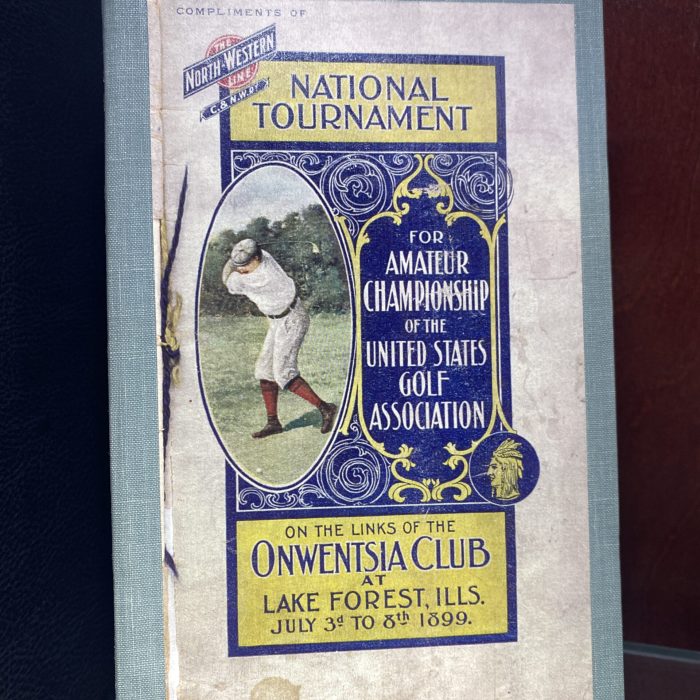 COMPLIMENTS OF
THE
NORTH-WESTERN
LINE
C. & N.W. Ry
NATIONAL
TOURNAMENT
FOR
AMATEUR
CHAMPIONSHIP
OF THE
UNITED STATES
GOLF
ASSOCIATION
ON THE LINKS OF THE
ONWENTSIA CLUB
AT
LAKE FOREST, ILLS.
JULY 3d TO 8th 1899.